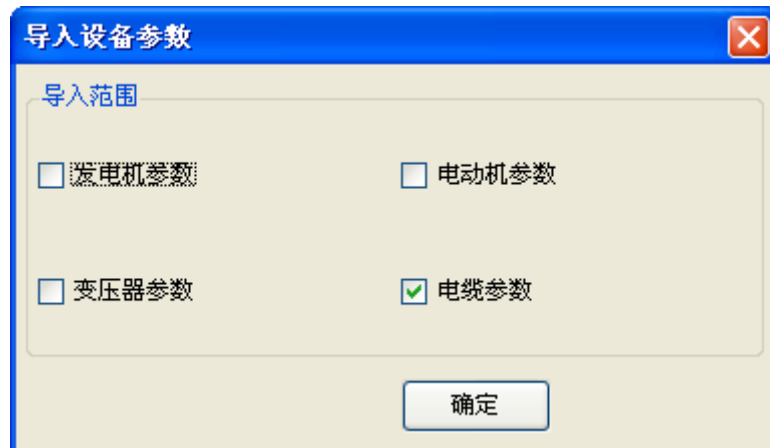 导入设备参数
导入范围
发电机参数 电动机参数
变压器参数 电缆参数
确定